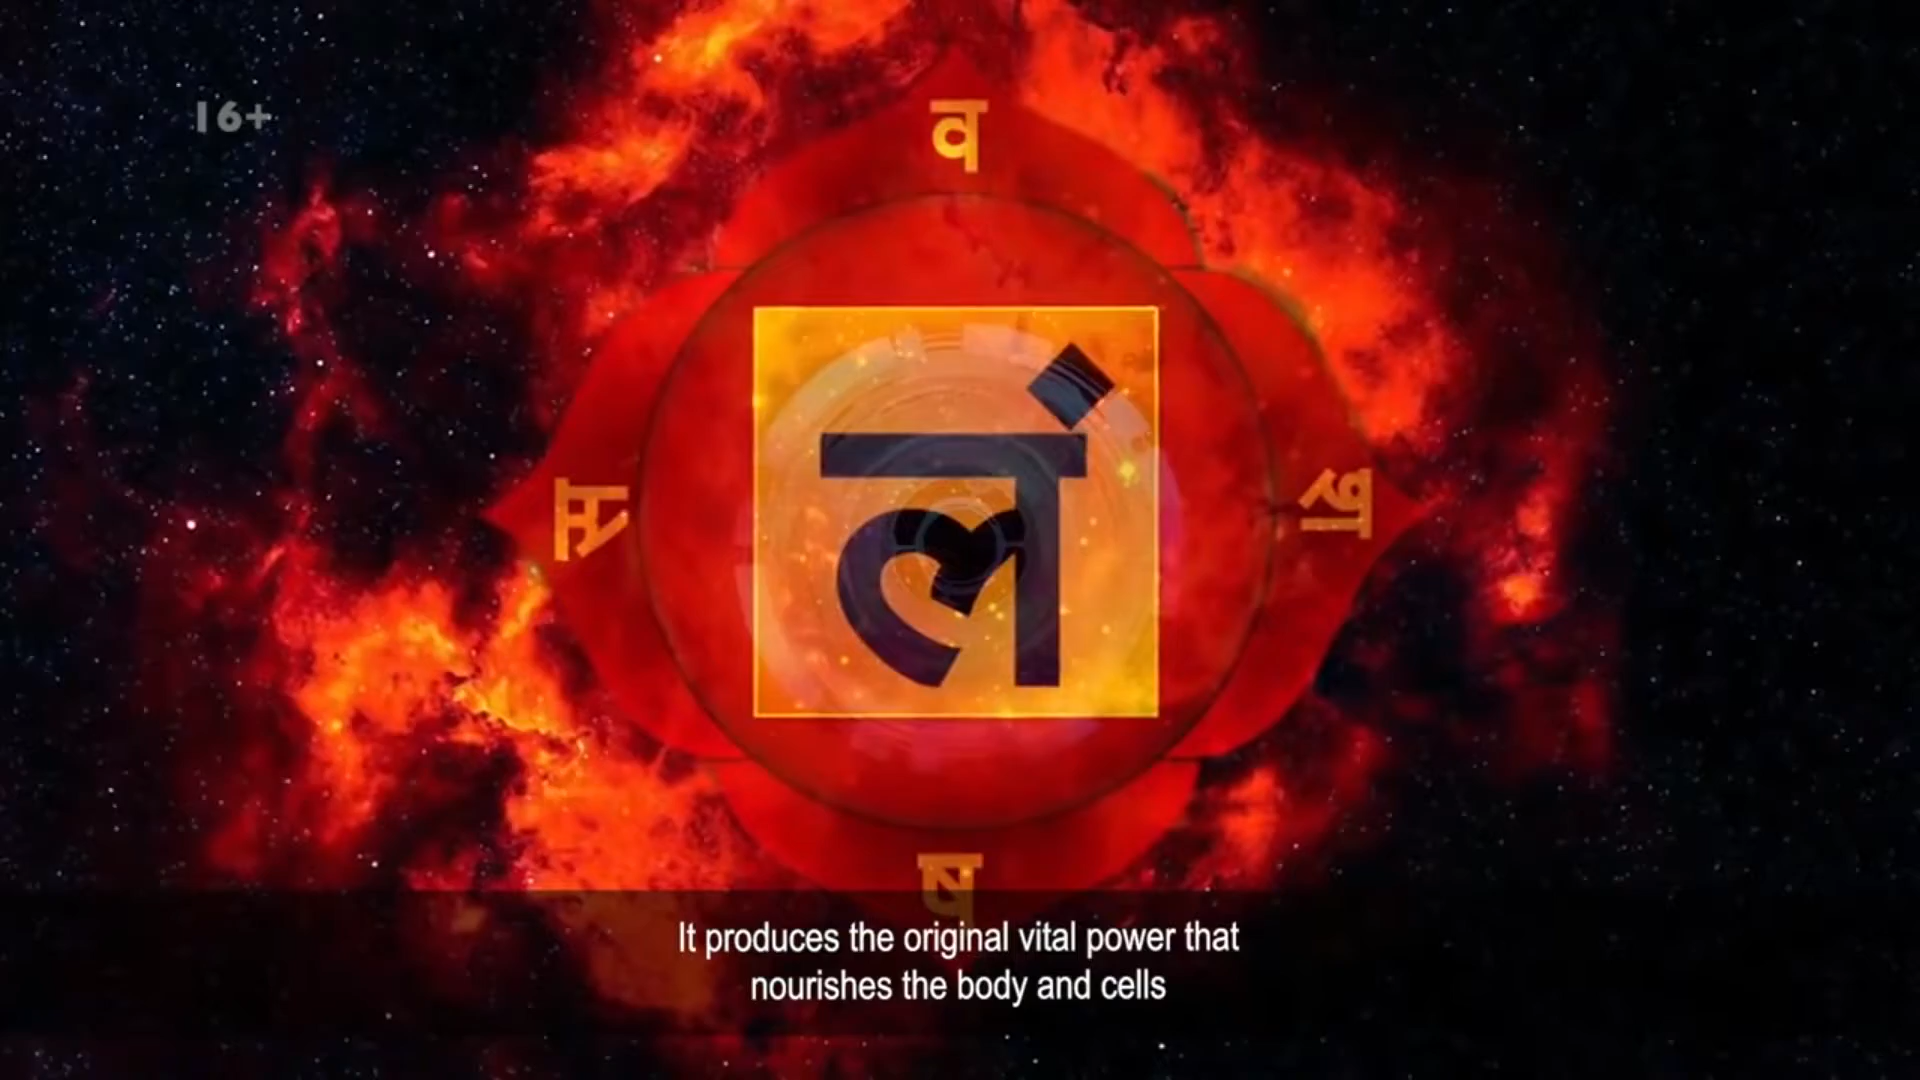 16+
व
स लं श
ष
It produces the original vital power that
nourishes the body and cells